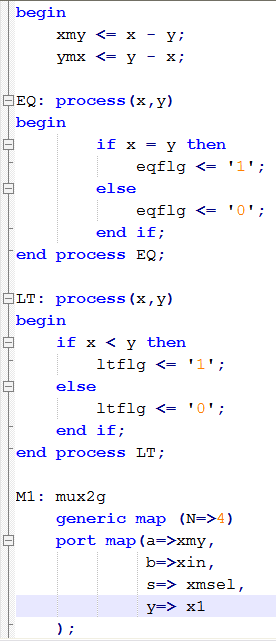 begin
    xmy <= x - y;
    ymx <= y - x;

EQ: process(x,y)
begin
        if x = y then
            eqflg <= '1';
        else
            eqflg <= '0';
        end if;
end process EQ;

LT: process(x,y)
begin
    if x < y then
        ltflg <= '1';
    else
        ltflg <= '0';
    end if;
end process LT;

M1: mux2g
    generic map (N=>4)
    port map(a=>xmy,
             b=>xin,
             s=> xmsel,
             y=> x1
    );